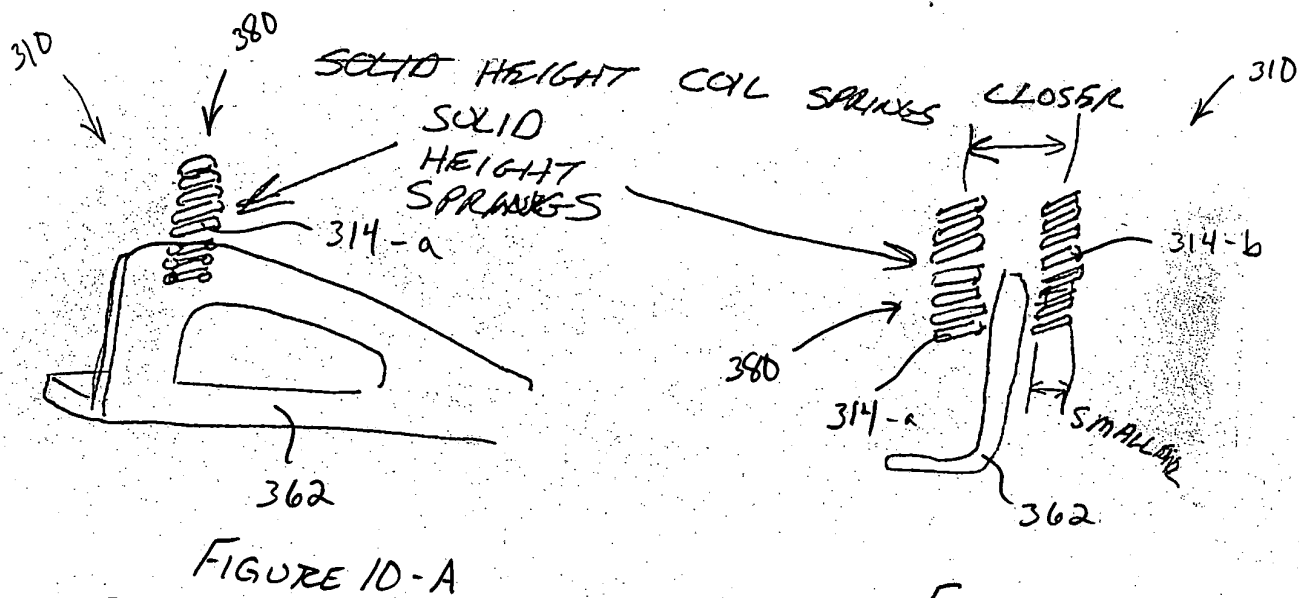 310
380
SOLID HEIGHT COIL SPRINGS CLOSER
310
SOLID
HEIGHT
SPRINGS
314-a
314-b
380
314-a
SMALLER
362
362
FIGURE 10-A
F